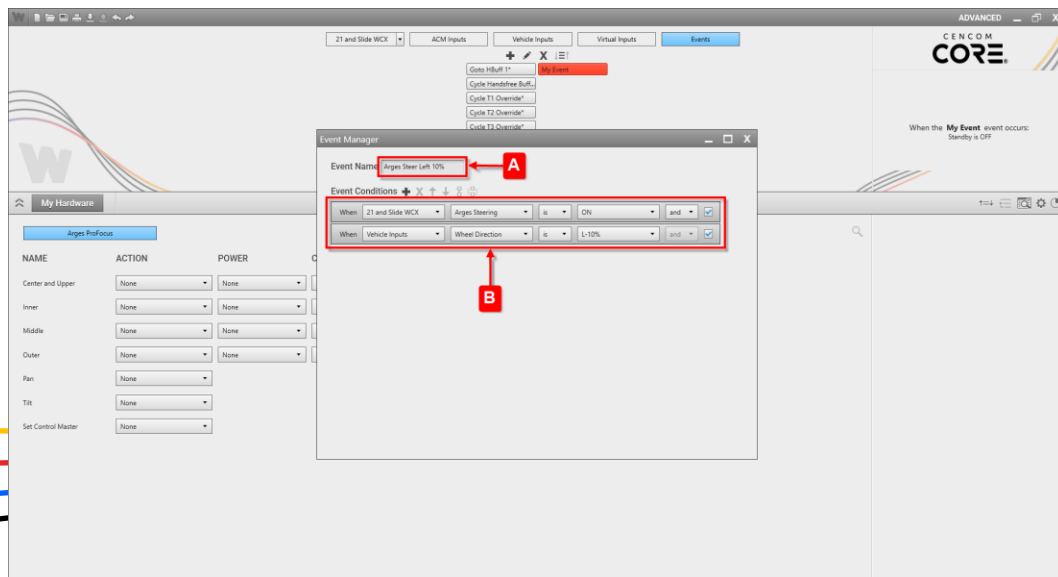 ADVANCED
21 and Slide WCX ACM Inputs Vehicle Inputs Virtual Inputs Events
CENCOM
CORE®
Goto HBuff 1* My Event
Cycle Handsfree Buff...
Cycle T1 Override*
Cycle T2 Override*
Cycle T3 Override*
When the My Event event occurs:
Standby is OFF
Event Manager
Event Name Arges Steer Left 10% A
Event Conditions
When 21 and Slide WCX Arges Steering is ON and
When Vehicle Inputs Wheel Direction is L-10% and
B
My Hardware
Arges ProFocus
NAME ACTION POWER C
Center and Upper None None
Inner None None
Middle None None
Outer None None
Pan None
Tilt None
Set Control Master None